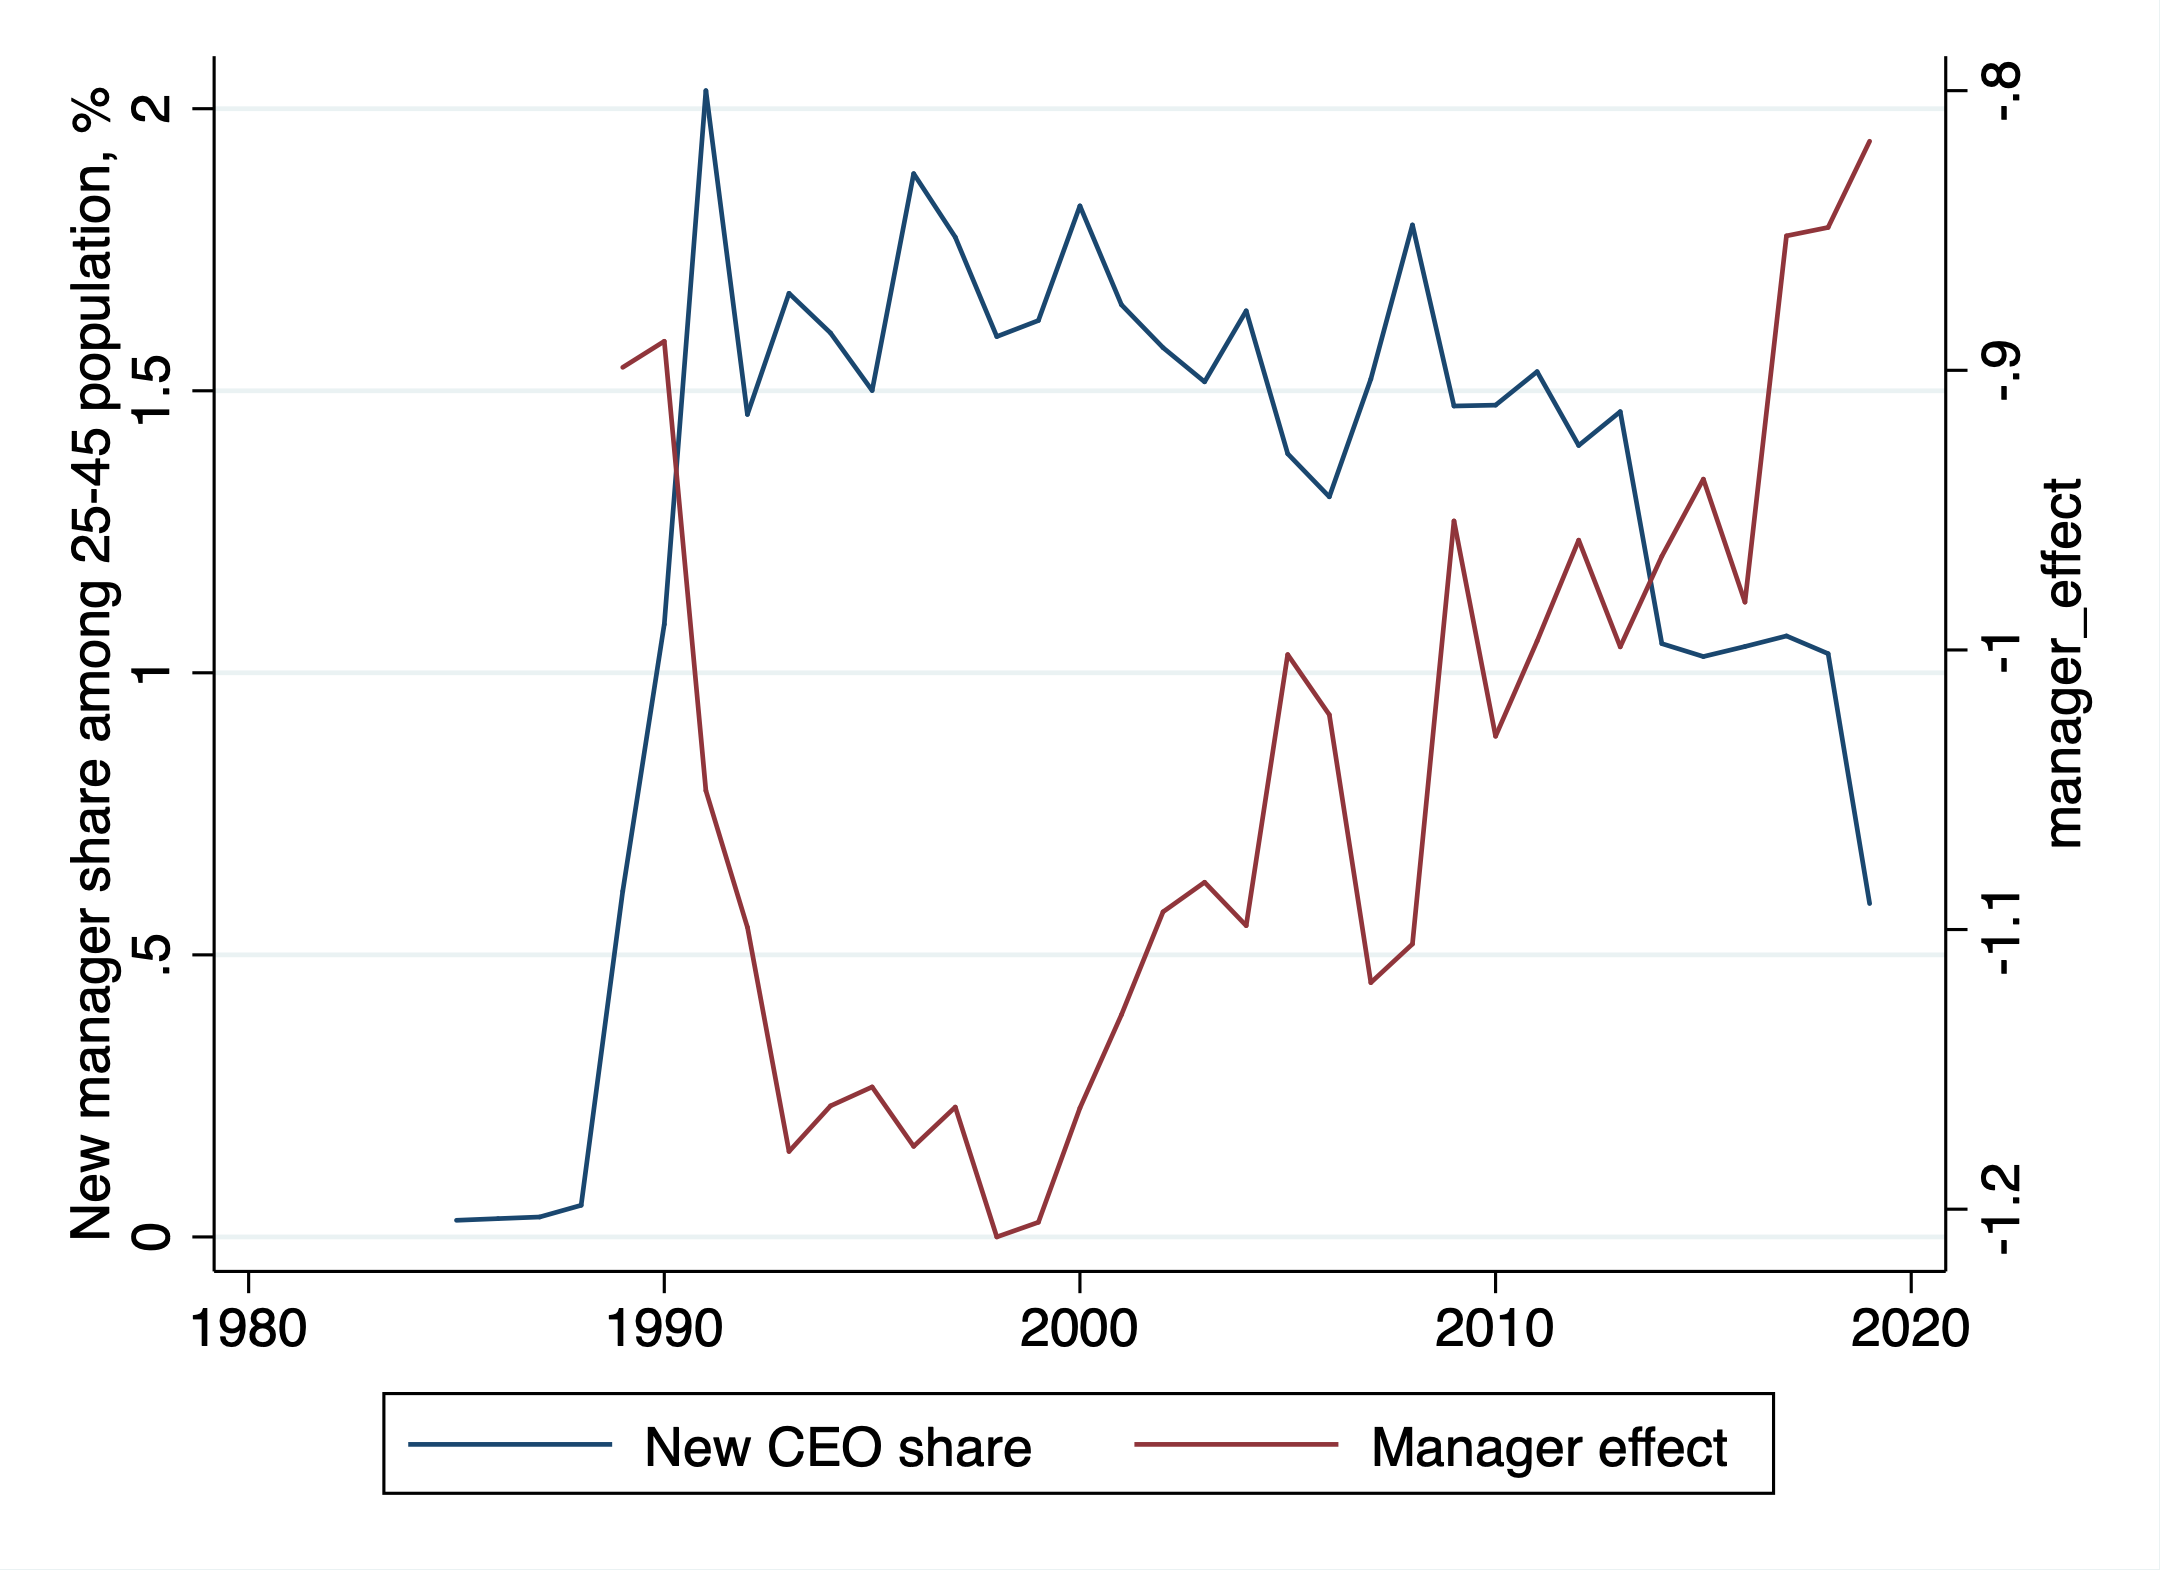 New manager share among 25-45 population, %
2
1.5
1
.5
0
-.8
-.9
-1
-1.1
-1.2
manager_effect
1980 1990 2000 2010 2020
New CEO share Manager effect